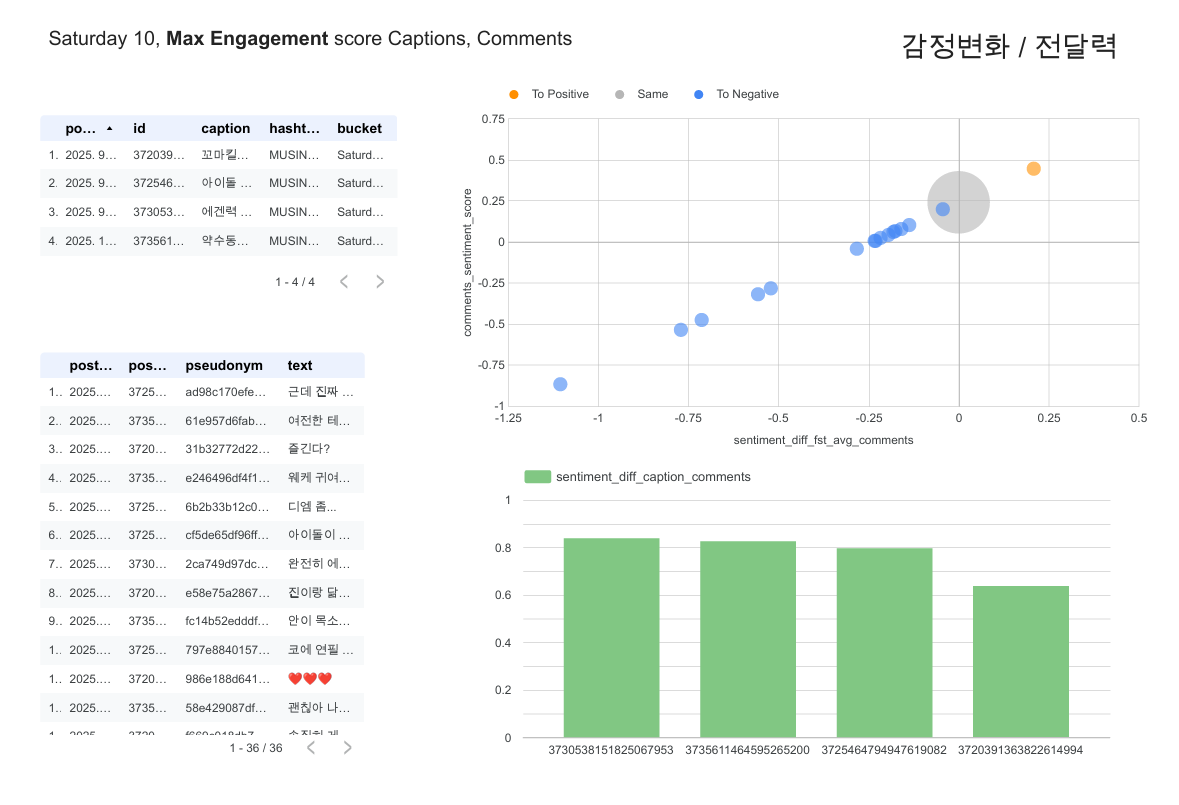 Saturday 10, Max Engagement score Captions, Comments
감정변화 / 전달력
po... id caption hasht... bucket
1. 2025. 9... 372039... 꼬마킬... MUSIN... Saturd...
2. 2025. 9... 372546... 아이돌 ... MUSIN... Saturd...
3. 2025. 9... 373053... 에겐력 ... MUSIN... Saturd...
4. 2025. 1... 373561... 약수동... MUSIN... Saturd...
1 - 4 / 4
post... pos... pseudonym text
1.. 2025.... 3725... ad98c170efe... 근데 진짜 ...
2.. 2025.... 3735... 61e957d6fab... 여전한 테...
3.. 2025.... 3720... 31b32772d22... 즐긴다?
4.. 2025.... 3735... e246496df4f1... 웨케 귀여...
5.. 2025.... 3725... 6b2b33b12c0... 디엠 좀...
6.. 2025.... 3725... cf5de65df96ff... 아이돌이 ...
7.. 2025.... 3730... 2ca749d97dc... 완전히 에...
8.. 2025.... 3720... e58e75a2867... 집이랑 닮...
9.. 2025.... 3735... fc14b52edddf... 안이 목소...
1.. 2025.... 3725... 797e8840157... 코에 연필 ...
1.. 2025.... 3720... 986e188d641... ❤️❤️❤️
1.. 2025.... 3735... 58e429087df... 괜칞아 나...
1 - 36 / 36
To Positive Same To Negative
comments_sentiment_score
0.75
0.5
0.25
0
-0.25
-0.5
-0.75
-1
-1.25 -1 -0.75 -0.5 -0.25 0 0.25 0.5
sentiment_diff_fst_avg_comments
sentiment_diff_caption_comments
1
0.8
0.6
0.4
0.2
0
3730538151825067953 3735611464595265200 3725464794947619082 3720391363822614994